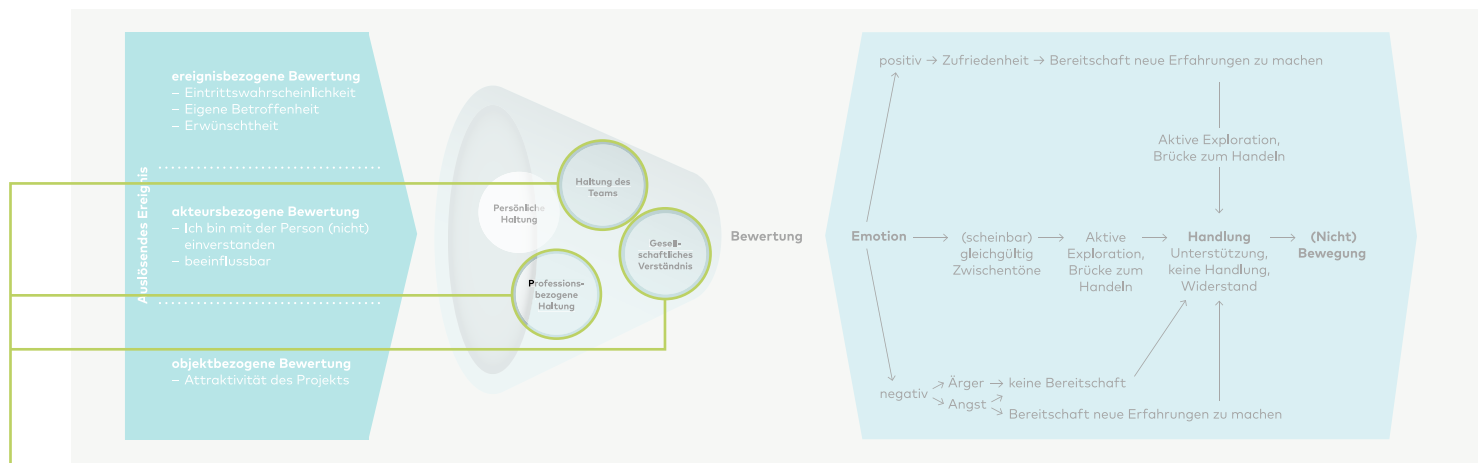 Auslösendes Ereignis
ereignisbezogene Bewertung
– Eintrittswahrscheinlichkeit
– Eigene Betroffenheit
– Erwünschtheit
akteursbezogene Bewertung
– Ich bin mit der Person (nicht)
einverstanden
– beeinflussbar
objektbezogene Bewertung
– Attraktivität des Projekts
Persönliche
Haltung
Haltung des
Teams
Gesell-
schaftliches
Verständnis
Professions-
bezogene
Haltung
Bewertung
Emotion
positiv → Zufriedenheit → Bereitschaft neue Erfahrungen zu machen
Aktive Exploration,
Brücke zum Handeln
(scheinbar)
gleichgültig
Zwischentöne
Aktive
Exploration,
Brücke zum
Handeln
Handlung
Unterstützung,
keine Handlung,
Widerstand
(Nicht)
Bewegung
negativ
Ärger → keine Bereitschaft
Angst
Bereitschaft neue Erfahrungen zu machen